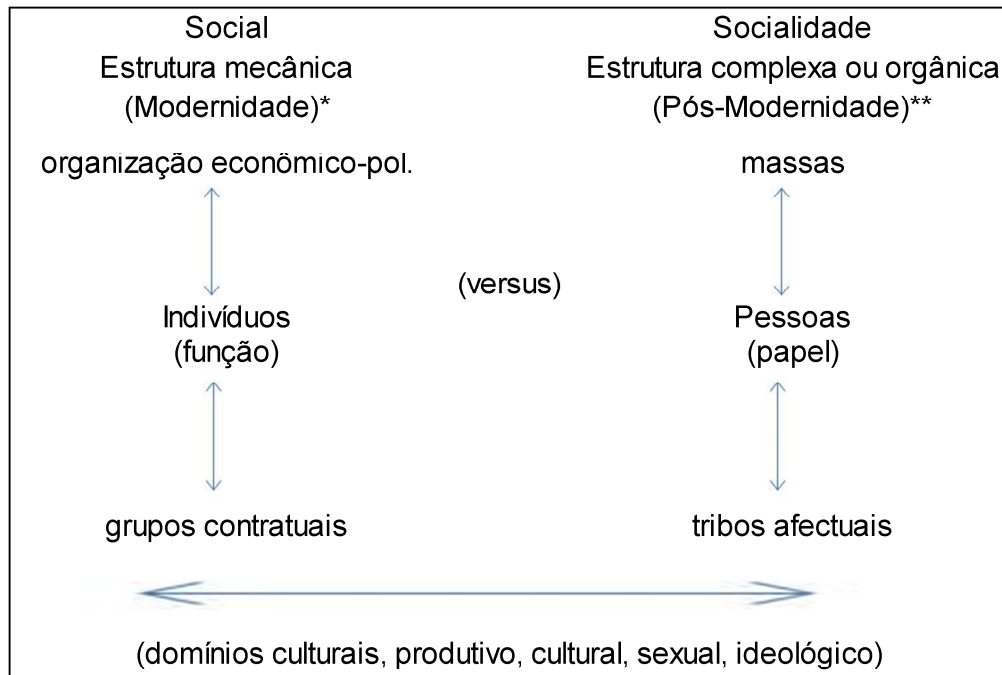 Social
Estrutura mecânica
(Modernidade)*
Socialidade
Estrutura complexa ou orgânica
(Pós-Modernidade)**
organização econômico-pol.
massas
(versus)
Indivíduos
(função)
Pessoas
(papel)
grupos contratuais
tribos afectuais
(domínios culturais, produtivo, cultural, sexual, ideológico)